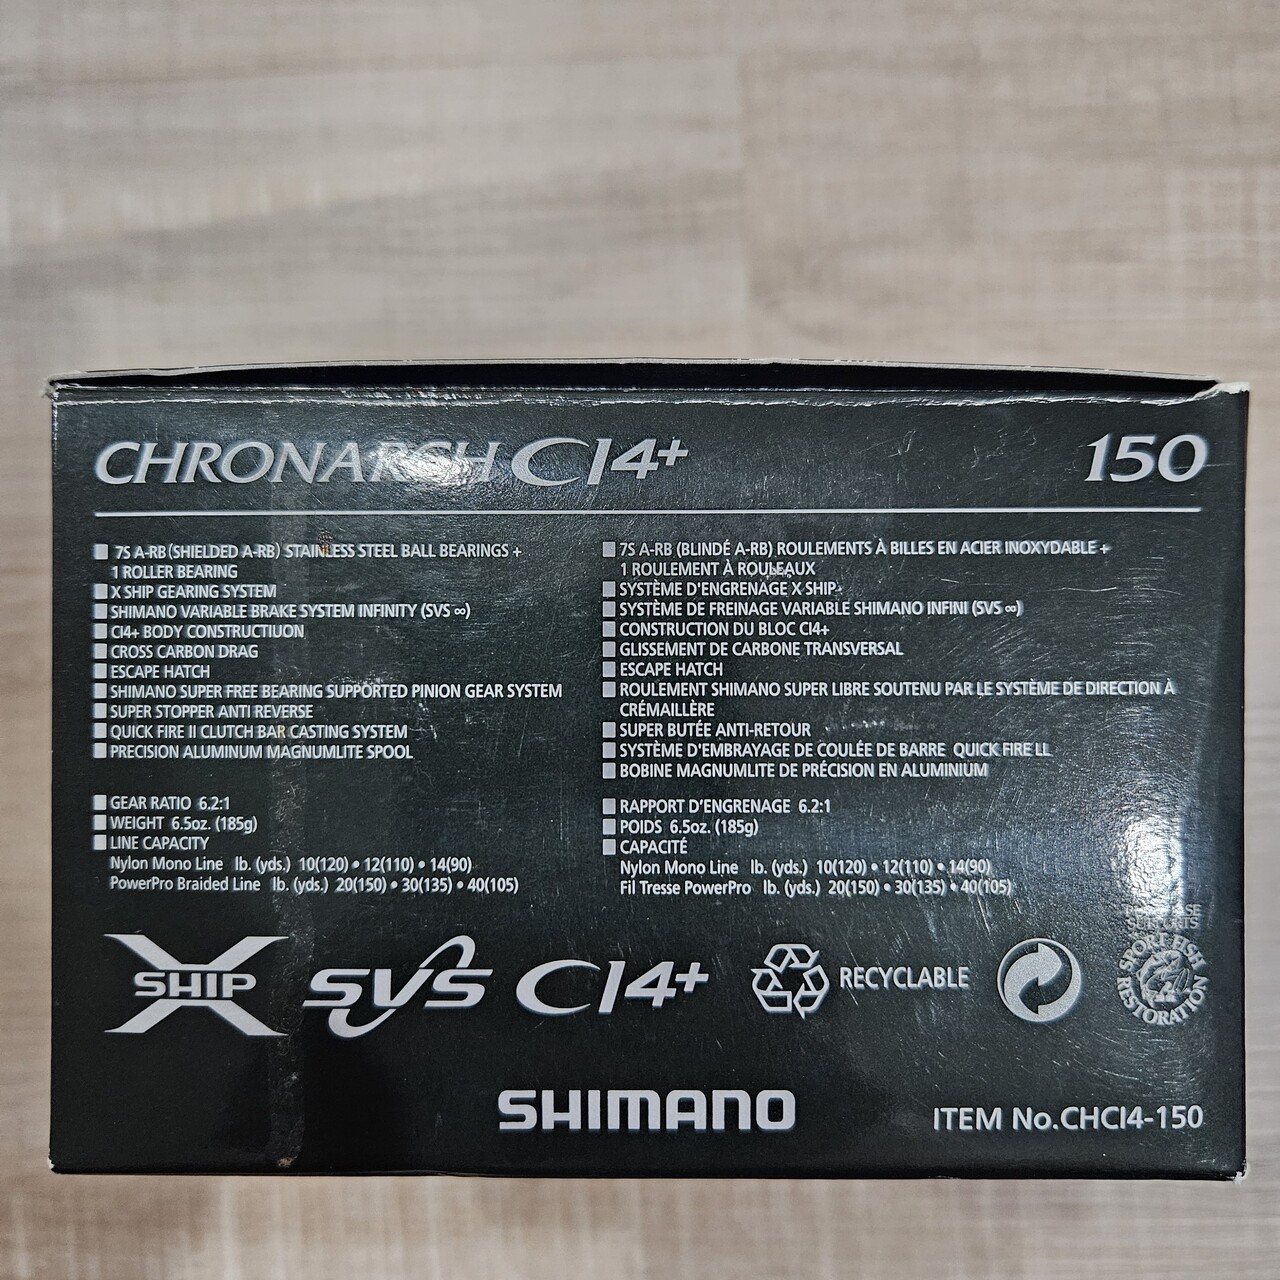 CHRONARCH CI4+
150
7S A-RB (SHIELDED A-RB) STAINLESS STEEL BALL BEARINGS +
1 ROLLER BEARING
X SHIP GEARING SYSTEM
SHIMANO VARIABLE BRAKE SYSTEM INFINITY (SVS ∞)
CI4+ BODY CONSTRUCTIUON
CROSS CARBON DRAG
ESCAPE HATCH
SHIMANO SUPER FREE BEARING SUPPORTED PINION GEAR SYSTEM
SUPER STOPPER ANTI REVERSE
QUICK FIRE II CLUTCH BAR CASTING SYSTEM
PRECISION ALUMINUM MAGNUMLITE SPOOL
GEAR RATIO 6.2:1
WEIGHT 6.5oz. (185g)
LINE CAPACITY
Nylon Mono Line lb. (yds.) 10(120) • 12(110) • 14(90)
PowerPro Braided Line lb. (yds.) 20(150) • 30(135) • 40(105)
7S A-RB (BLINDÉ A-RB) ROULEMENTS À BILLES EN ACIER INOXYDABLE +
1 ROULEMENT À ROULEAUX
SYSTÈME D'ENGRENAGE X SHIP
SYSTÈME DE FREINAGE VARIABLE SHIMANO INFINI (SVS ∞)
CONSTRUCTION DU BLOC CI4+
GLISSEMENT DE CARBONE TRANSVERSAL
ESCAPE HATCH
ROULEMENT SHIMANO SUPER LIBRE SOUTENU PAR LE SYSTÈME DE DIRECTION À
CRÉMAILLÈRE
SUPER BUTÉE ANTI-RETOUR
SYSTÈME D'EMBRAYAGE DE COULÉE DE BARRE QUICK FIRE LL
BOBINE MAGNUMLITE DE PRÉCISION EN ALUMINIUM
RAPPORT D'ENGRENAGE 6.2:1
POIDS 6.5oz. (185g)
CAPACITÉ
Nylon Mono Line lb. (yds.) 10(120) • 12(110) • 14(90)
Fil Tresse PowerPro lb. (yds.) 20(150) • 30(135) • 40(105)
X SHIP
SVS
CI4+
RECYCLABLE
SPORT FISH
RESTORATION
SHIMANO
ITEM No.CHCI4-150